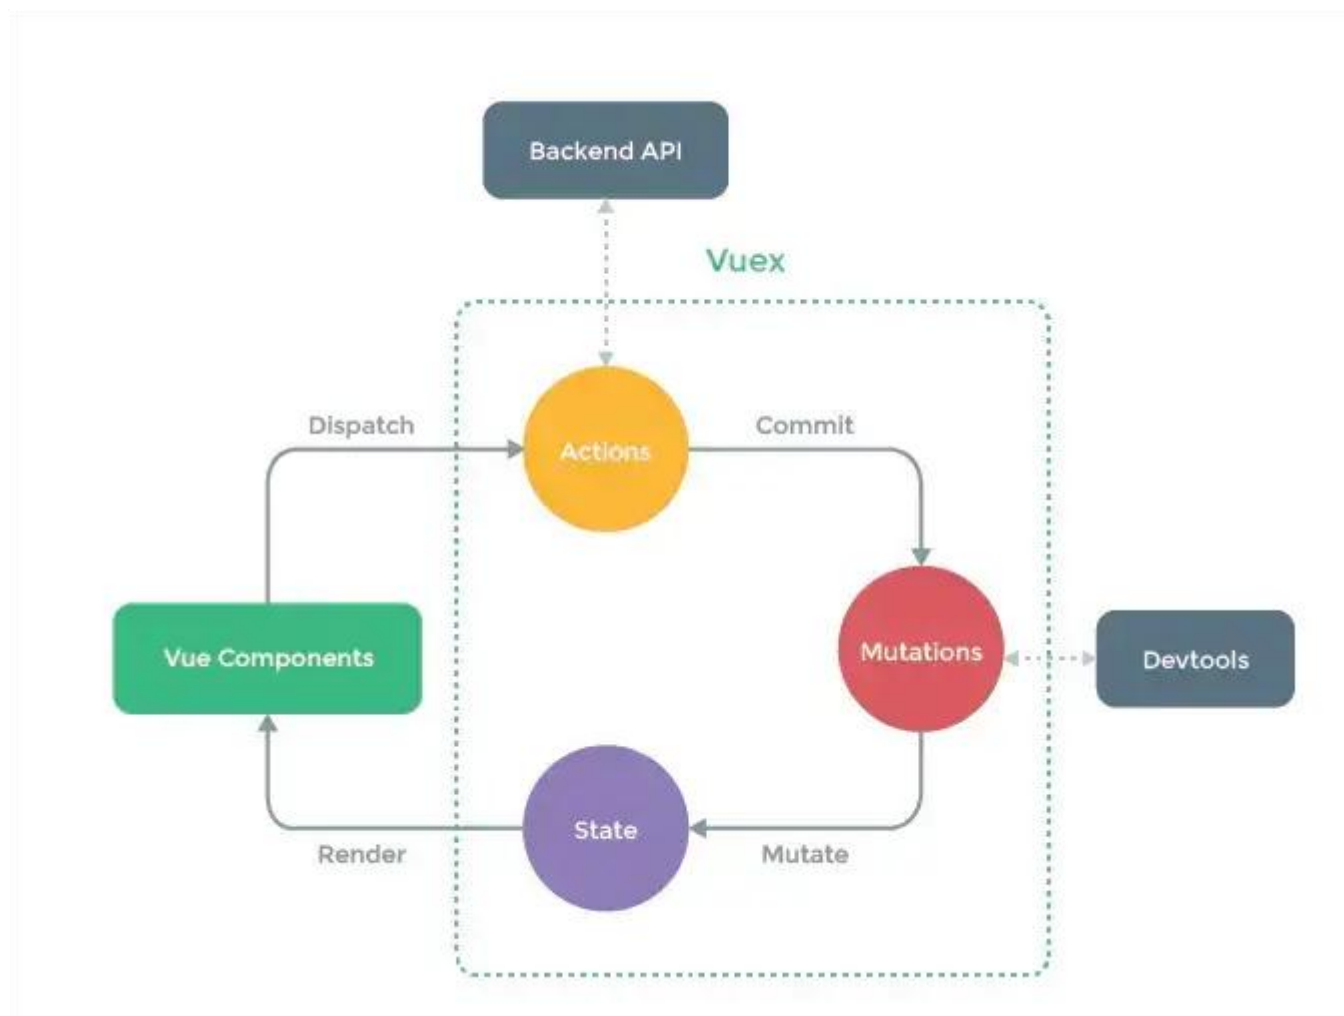 Backend API
Vuex
Dispatch
Commit
Actions
Vue Components
Mutations
Devtools
State
Render
Mutate